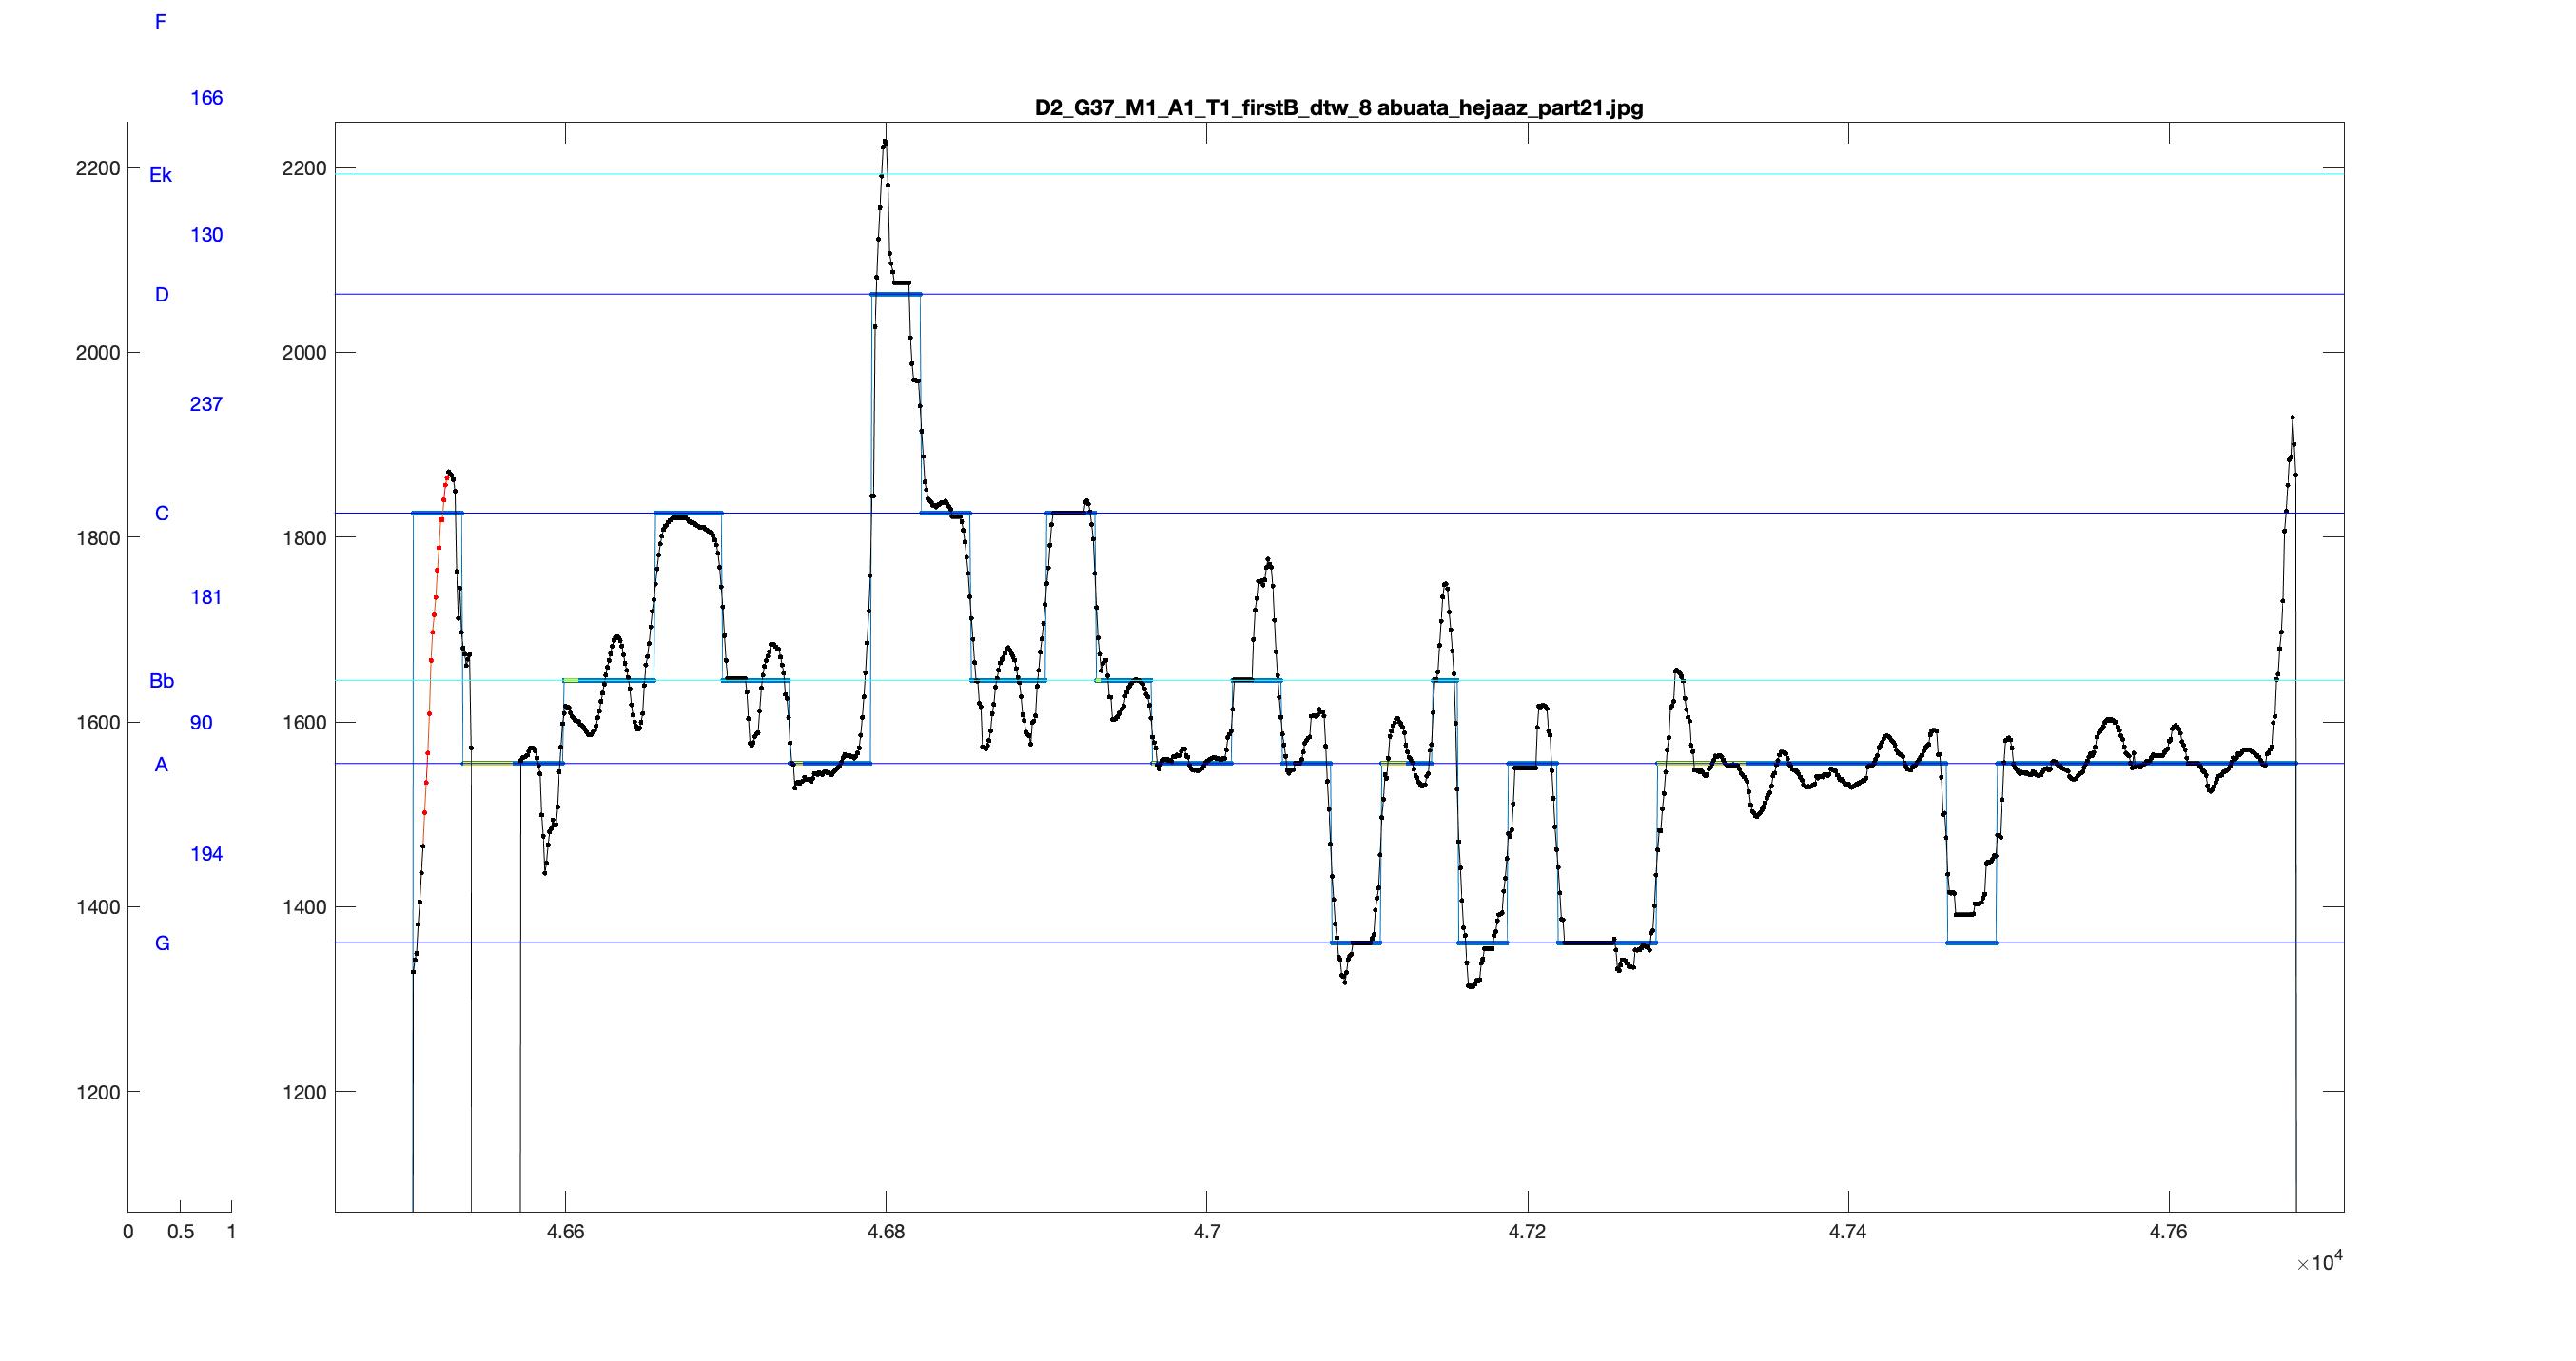 F
166
D2_G37_M1_A1_T1_firstB_dtw_8 abuata_hejaaz_part21.jpg
2200 Ek 2200
130
D
2000 2000
237
C
1800 1800
181
Bb
1600 90 1600
A
194
1400 1400
G
1200 1200
0 0.5 1 4.66 4.68 4.7 4.72 4.74 4.76
×10⁴